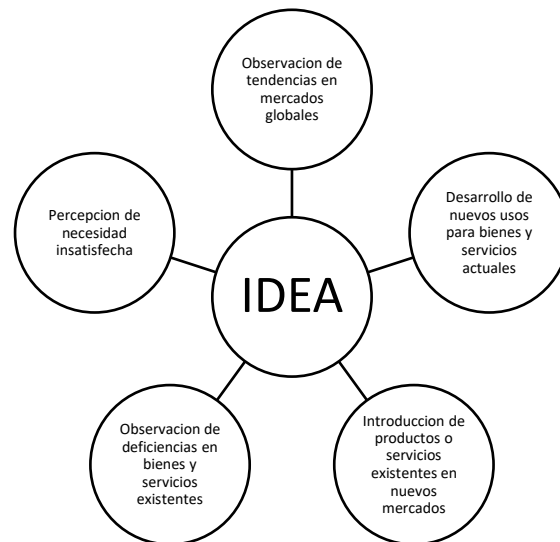 Observacion de
tendencias en
mercados
globales
Percepcion de
necesidad
insatisfecha
Desarrollo de
nuevos usos
para bienes y
servicios
actuales
IDEA
Observacion de
deficiencias en
bienes y
servicios
existentes
Introduccion de
productos o
servicios
existentes en
nuevos
mercados